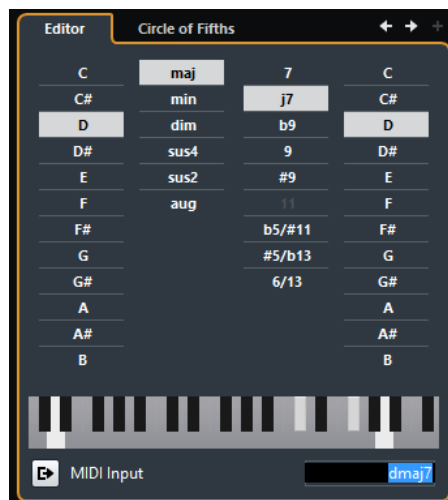 Editor Circle of Fifths
C maj 7 C
C# min j7 C#
D dim b9 D
D# sus4 9 D#
E sus2 #9 E
F aug 11 F
F# b5/#11 F#
G #5/b13 G
G# 6/13 G#
A A
A# A#
B B
MIDI Input dmaj7